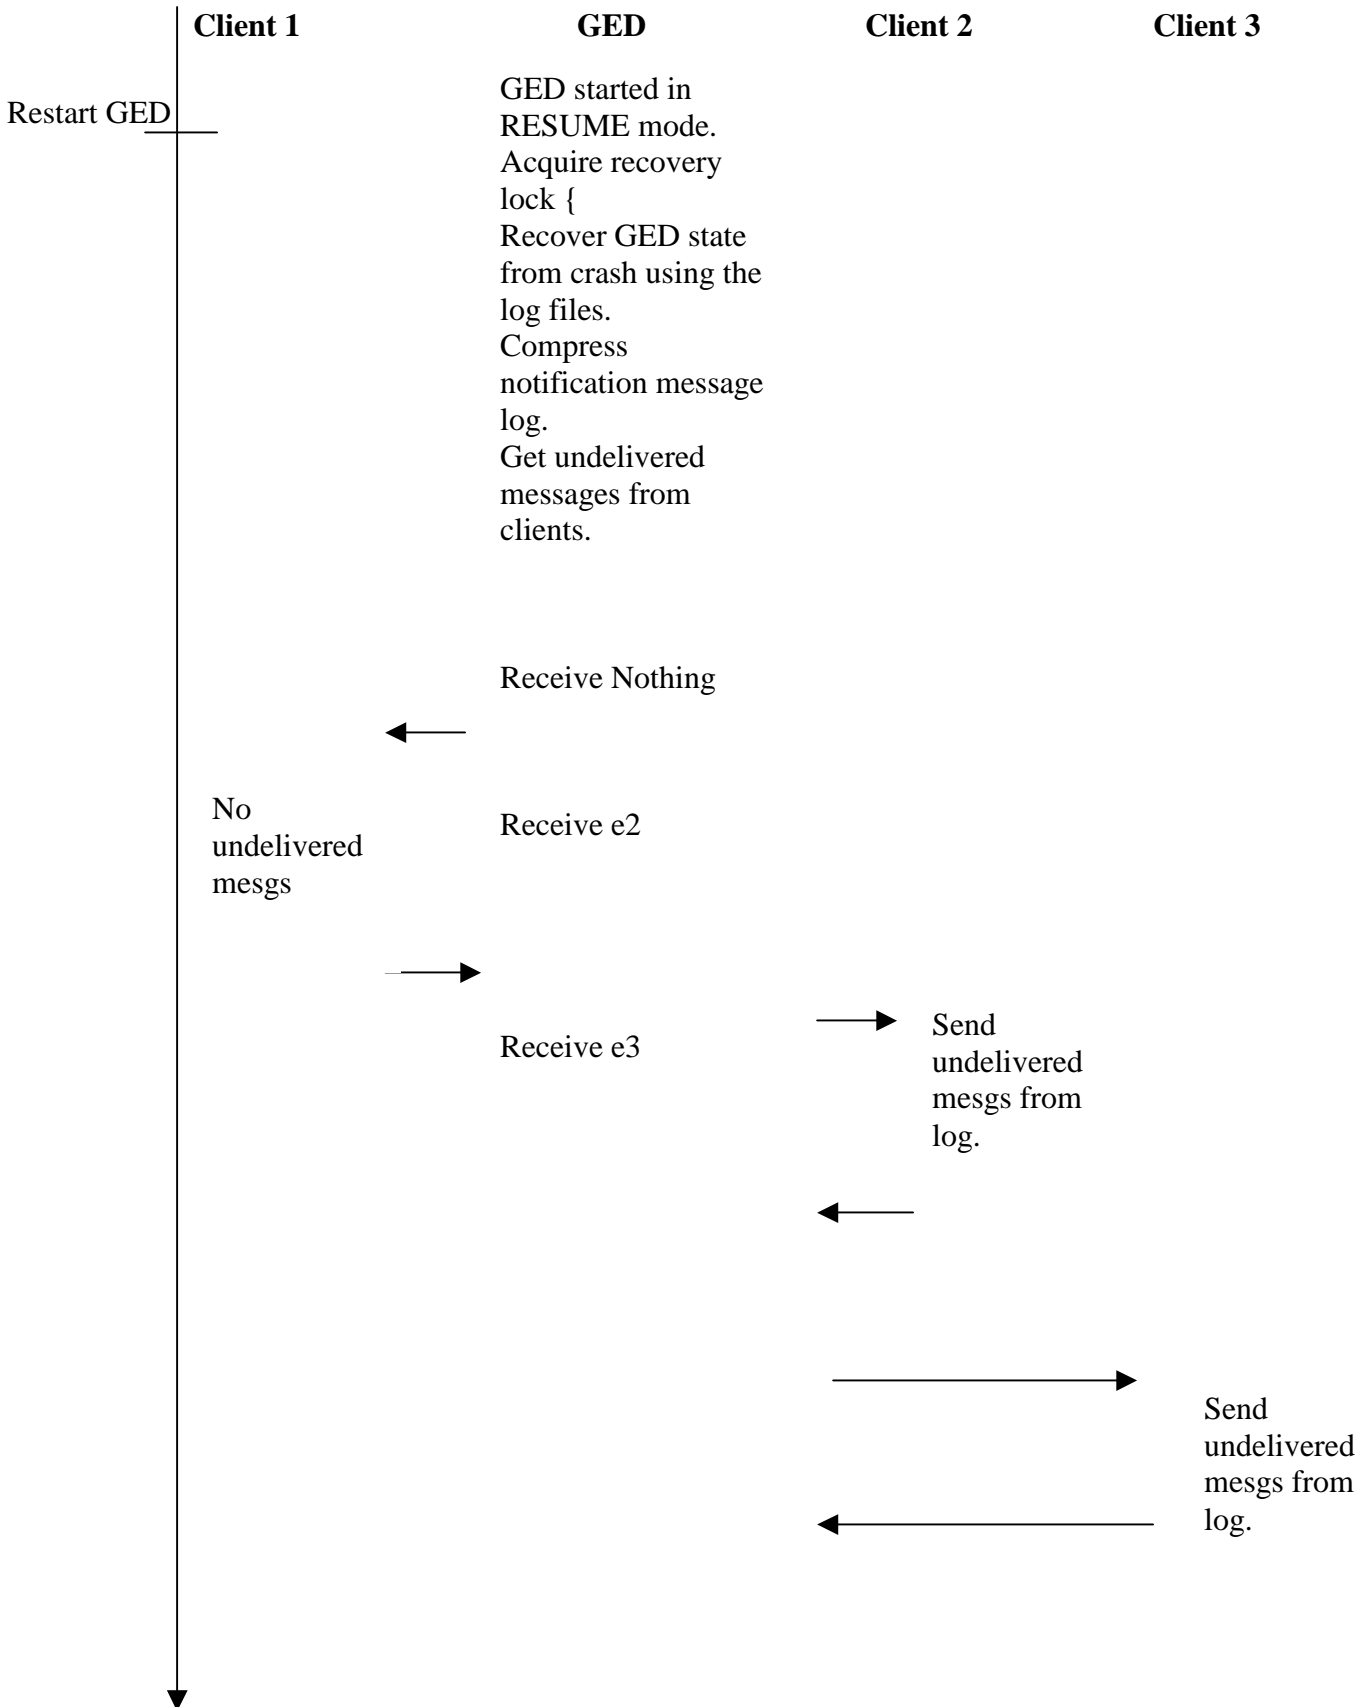 Client 1 GED Client 2 Client 3
Restart GED
GED started in
RESUME mode.
Acquire recovery
lock {
Recover GED state
from crash using the
log files.
Compress
notification message
log.
Get undelivered
messages from
clients.
Receive Nothing
No
undelivered
mesgs
Receive e2
Receive e3
Send
undelivered
mesgs from
log.
Send
undelivered
mesgs from
log.